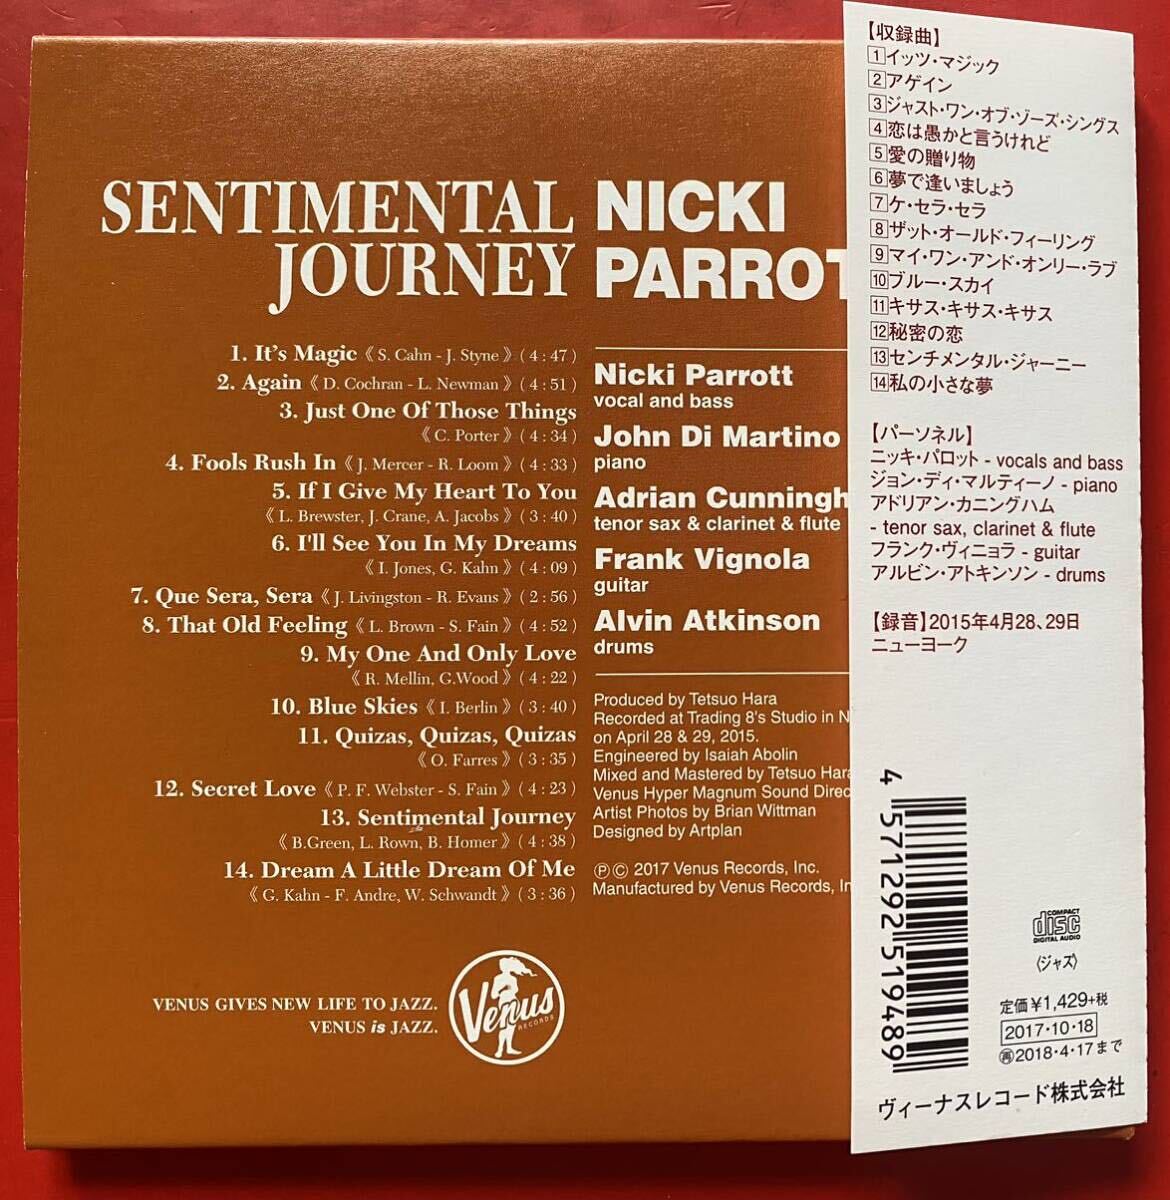 SENTIMENTAL
JOURNEY
NICKI
PARROT
1. It's Magic《S. Cahn - J. Styne》(4:47)
2. Again《D. Cochran - L. Newman》(4:51)
3. Just One Of Those Things
《C. Porter》(4:34)
4. Fools Rush In《J. Mercer - R. Loom》(4:33)
5. If I Give My Heart To You
《L. Brewster, J. Crane, A. Jacobs》(3:40)
6. I'll See You In My Dreams
《I. Jones, G. Kahn》(4:09)
7. Que Sera, Sera《J. Livingston - R. Evans》(2:56)
8. That Old Feeling《L. Brown - S. Fain》(4:52)
9. My One And Only Love
《R. Mellin, G.Wood》(4:22)
10. Blue Skies《I. Berlin》(3:40)
11. Quizas, Quizas, Quizas
《O. Farres》(3:35)
12. Secret Love《P. F. Webster - S. Fain》(4:23)
13. Sentimental Journey
《B.Green, L. Rown, B. Homer》(4:38)
14. Dream A Little Dream Of Me
《G. Kahn - F. Andre, W. Schwandt》(3:36)
VENUS GIVES NEW LIFE TO JAZZ.
VENUS is JAZZ.
Venus
RECORDS
Nicki Parrott
vocal and bass
John Di Martino
piano
Adrian Cunningh
tenor sax & clarinet & flute
Frank Vignola
guitar
Alvin Atkinson
drums
Produced by Tetsuo Hara
Recorded at Trading 8's Studio in N
on April 28 & 29, 2015.
Engineered by Isaiah Abolin
Mixed and Mastered by Tetsuo Hara
Venus Hyper Magnum Sound Direc
Artist Photos by Brian Wittman
Designed by Artplan
ⓅⒸ 2017 Venus Records, Inc.
Manufactured by Venus Records, In
【収録曲】
1イッツ・マジック
2アゲイン
3ジャスト・ワン・オブ・ゾーズ・シングス
4恋は愚かと言うけれど
5愛の贈り物
6夢で逢いましょう
7ケ・セラ・セラ
8ザット・オールド・フィーリング
9マイ・ワン・アンド・オンリー・ラブ
10ブルー・スカイ
11キサス・キサス・キサス
12秘密の恋
13センチメンタル・ジャーニー
14私の小さな夢
【パーソネル】
ニッキ・パロット - vocals and bass
ジョン・ディ・マルティーノ - piano
アドリアン・カニングハム
- tenor sax, clarinet & flute
フランク・ヴィニョラ - guitar
アルビン・アトキンソン - drums
【録音】2015年4月28、29日
ニューヨーク
4571292519489
COMPACT
disc
DIGITAL AUDIO
〈ジャズ〉
定価¥1,429+税
2017・10・18
㊢2018・4・17まで
ヴィーナスレコード株式会社